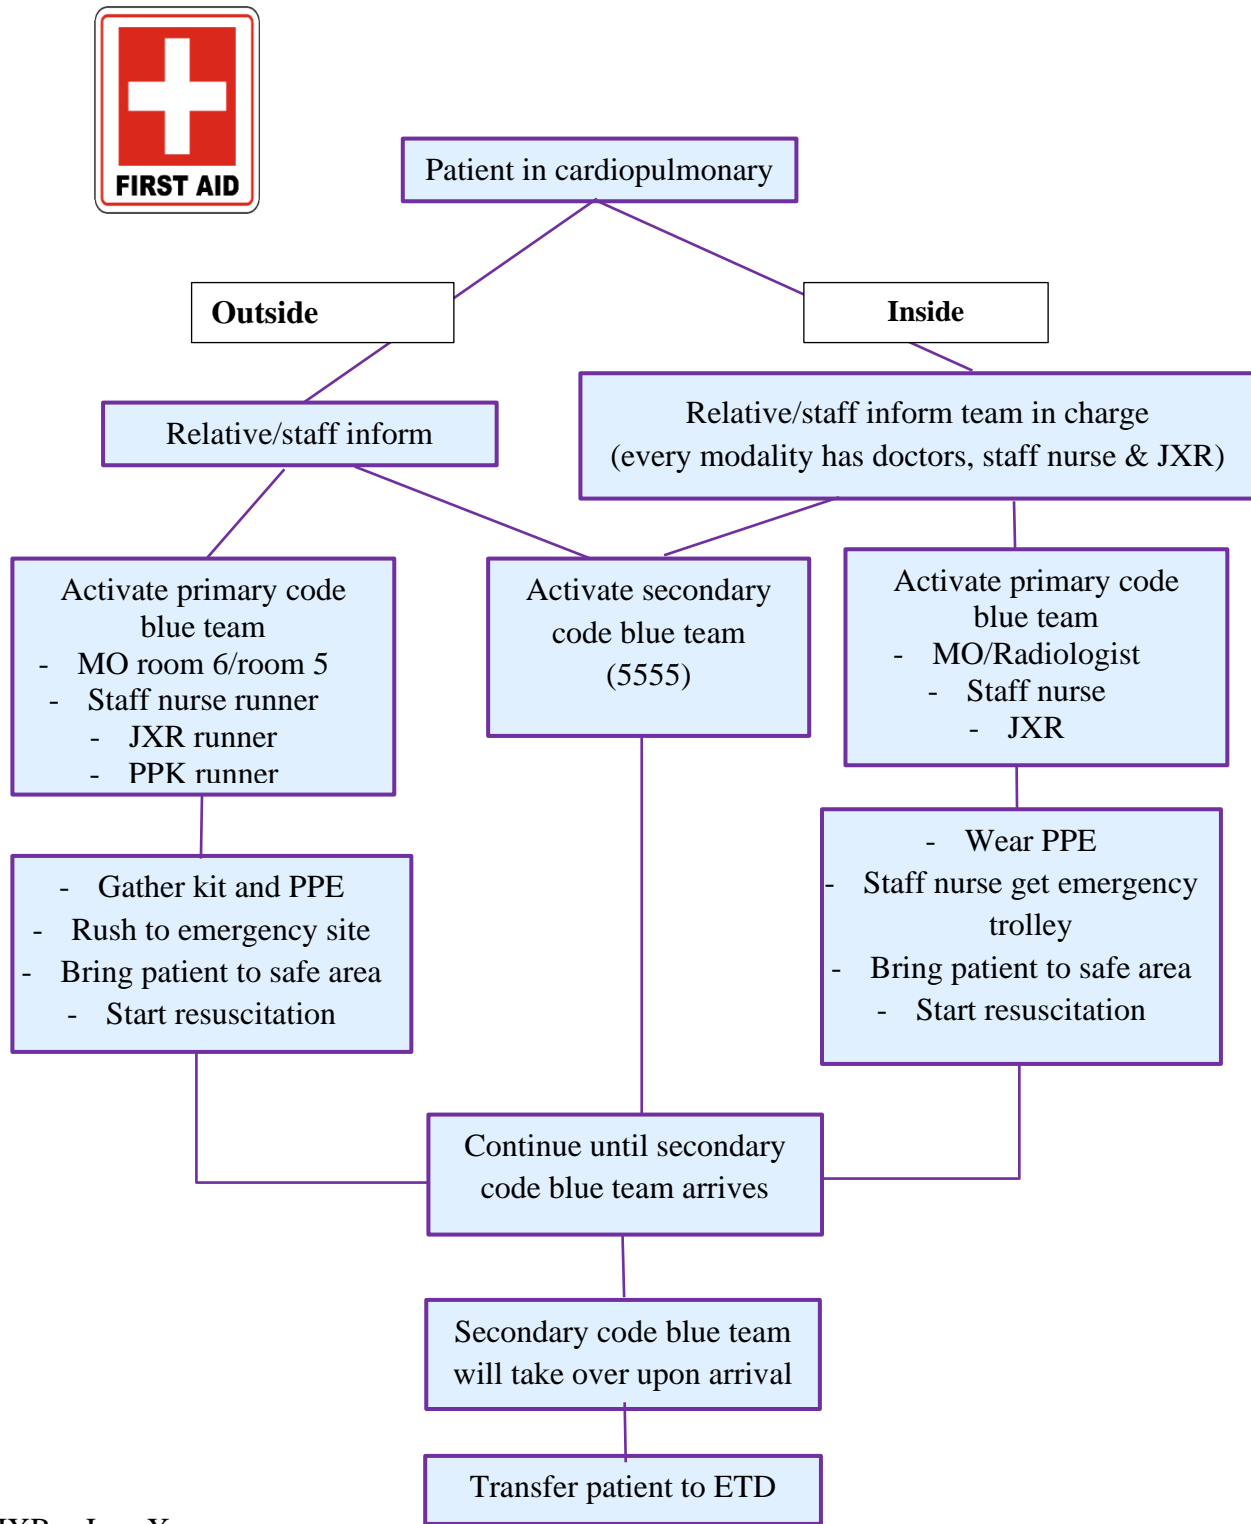 FIRST AID
Patient in cardiopulmonary
Outside
Inside
Relative/staff inform
Relative/staff inform team in charge
(every modality has doctors, staff nurse & JXR)
Activate primary code
blue team
- MO room 6/room 5
- Staff nurse runner
- JXR runner
- PPK runner
Activate secondary
code blue team
(5555)
Activate primary code
blue team
- MO/Radiologist
- Staff nurse
- JXR
- Gather kit and PPE
- Rush to emergency site
- Bring patient to safe area
- Start resuscitation
- Wear PPE
- Staff nurse get emergency
trolley
- Bring patient to safe area
- Start resuscitation
Continue until secondary
code blue team arrives
Secondary code blue team
will take over upon arrival
Transfer patient to ETD